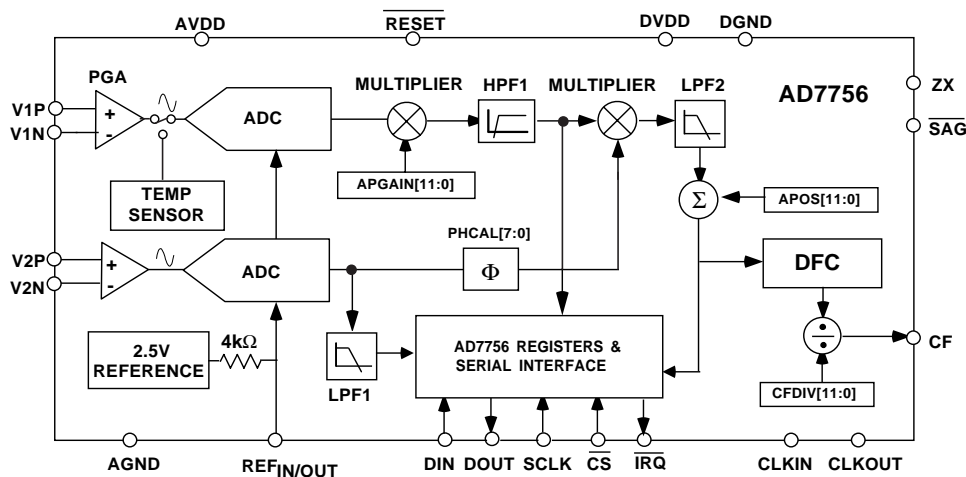 AVDD
RESET
DVDD
DGND
PGA
MULTIPLIER
HPF1
MULTIPLIER
LPF2
AD7756
ZX
V1P
V1N
+
-
ADC
SAG
TEMP
SENSOR
APGAIN[11:0]
Σ
APOS[11:0]
V2P
V2N
+
-
ADC
PHCAL[7:0]
Φ
DFC
2.5V
REFERENCE
4kΩ
LPF1
AD7756 REGISTERS &
SERIAL INTERFACE
÷
CF
CFDIV[11:0]
AGND
REFIN/OUT
DIN
DOUT
SCLK
CS
IRQ
CLKIN
CLKOUT